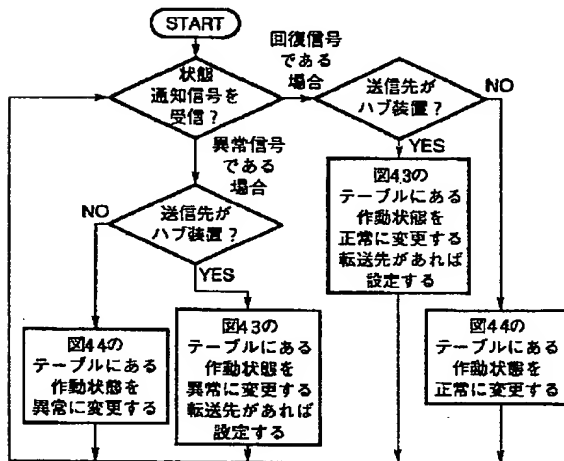 START
状態
通知信号を
受信？
回復信号
である
場合
送信先が
ハブ装置？
NO
YES
異常信号
である
場合
図43の
テーブルにある
作動状態を
正常に変更する
転送先があれば
設定する
送信先が
ハブ装置？
NO
YES
図44の
テーブルにある
作動状態を
異常に変更する
図43の
テーブルにある
作動状態を
異常に変更する
転送先があれば
設定する
図44の
テーブルにある
作動状態を
正常に変更する